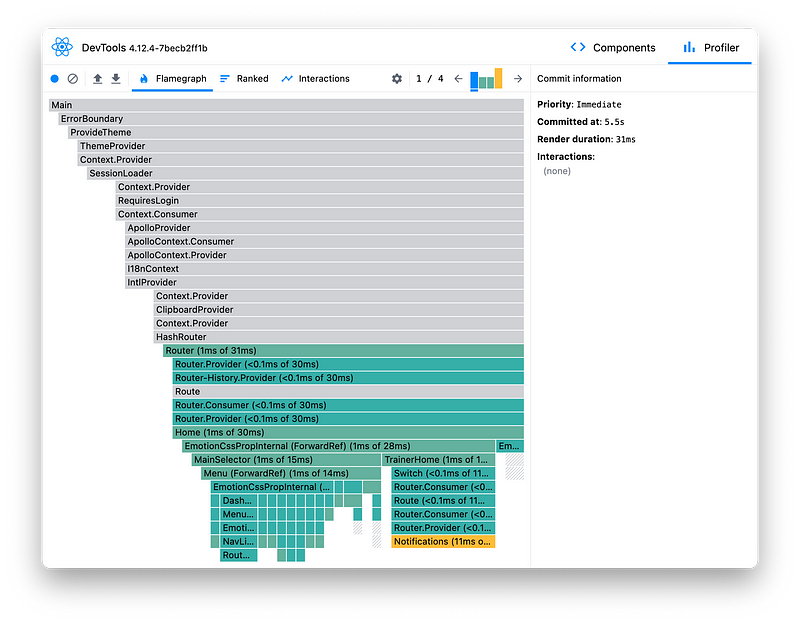 DevTools 4.12.4-7becb2ff1b
Components
Profiler
Flamegraph
Ranked
Interactions
1 / 4
Commit information
Priority: Immediate
Committed at: 5.5s
Render duration: 31ms
Interactions:
(none)
Main
ErrorBoundary
ProvideTheme
ThemeProvider
Context.Provider
SessionLoader
Context.Provider
RequiresLogin
Context.Consumer
ApolloProvider
ApolloContext.Consumer
ApolloContext.Provider
I18nContext
IntlProvider
Context.Provider
ClipboardProvider
Context.Provider
HashRouter
Router (1ms of 31ms)
Router.Provider (<0.1ms of 30ms)
Router-History.Provider (<0.1ms of 30ms)
Route
Router.Consumer (<0.1ms of 30ms)
Router.Provider (<0.1ms of 30ms)
Home (1ms of 30ms)
EmotionCssPropInternal (ForwardRef) (1ms of 28ms) Em...
MainSelector (1ms of 15ms) TrainerHome (1ms of 1...
Menu (ForwardRef) (1ms of 14ms) Switch (<0.1ms of 11...
EmotionCssPropInternal (... Router.Consumer (<0...
Dash... Route (<0.1ms of 11...
Menu... Router.Consumer (<0...
Emoti... Router.Provider (<0.1...
NavLi... Notifications (11ms o...
Rout...